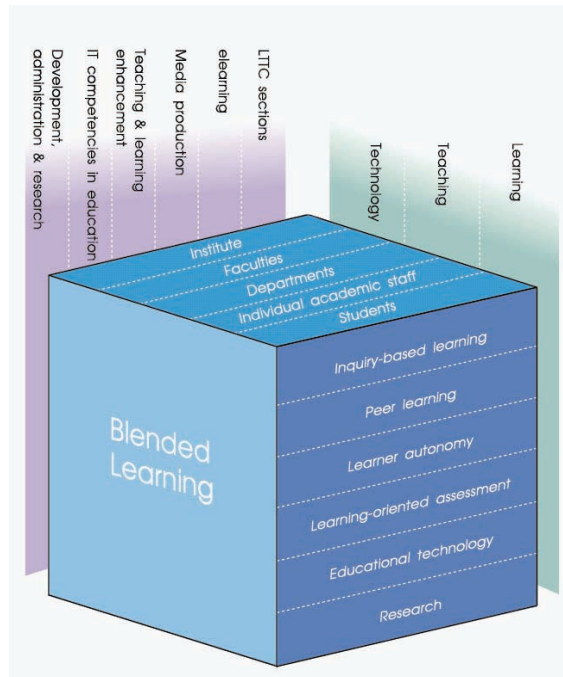 LTTC sections
elearning
Media production
Teaching & learning
enhancement
IT competencies in education
Development,
administration & research
Learning
Teaching
Technology
Institute
Faculties
Departments
Individual academic staff
Students
Blended
Learning
Inquiry-based learning
Peer learning
Learner autonomy
Learning-oriented assessment
Educational technology
Research